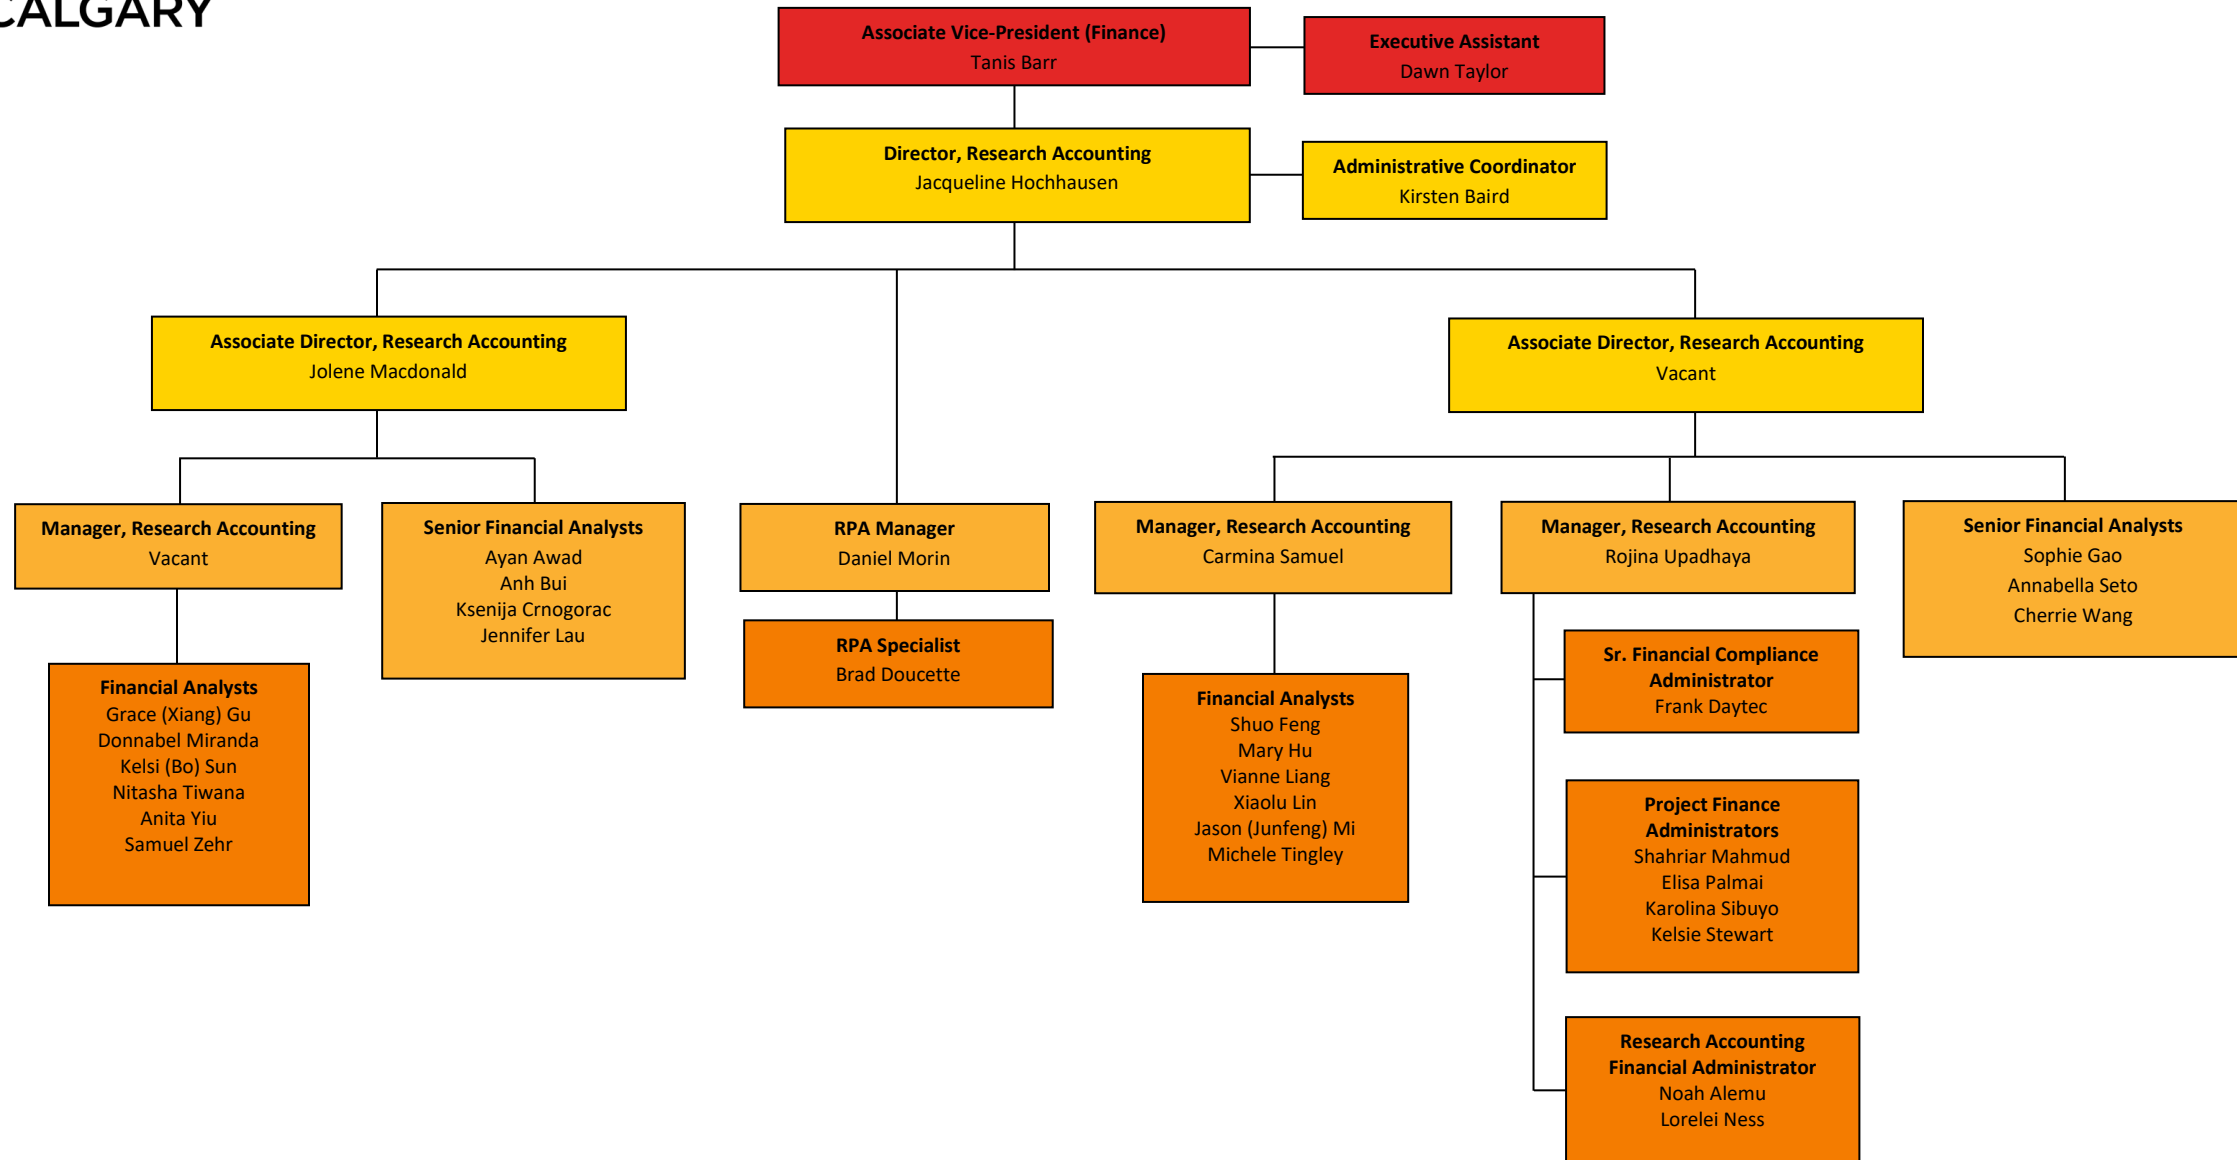 CALGARY
Associate Vice-President (Finance)
Tanis Barr
Executive Assistant
Dawn Taylor
Director, Research Accounting
Jacqueline Hochhausen
Administrative Coordinator
Kirsten Baird
Associate Director, Research Accounting
Jolene Macdonald
Associate Director, Research Accounting
Vacant
Manager, Research Accounting
Vacant
Senior Financial Analysts
Ayan Awad
Anh Bui
Ksenija Crnogorac
Jennifer Lau
RPA Manager
Daniel Morin
Manager, Research Accounting
Carmina Samuel
Manager, Research Accounting
Rojina Upadhaya
Senior Financial Analysts
Sophie Gao
Annabella Seto
Cherrie Wang
Financial Analysts
Grace (Xiang) Gu
Donnabel Miranda
Kelsi (Bo) Sun
Nitasha Tiwana
Anita Yiu
Samuel Zehr
RPA Specialist
Brad Doucette
Financial Analysts
Shuo Feng
Mary Hu
Vianne Liang
Xiaolu Lin
Jason (Junfeng) Mi
Michele Tingley
Sr. Financial Compliance
Administrator
Frank Daytec
Project Finance
Administrators
Shahriar Mahmud
Elisa Palmai
Karolina Sibuyo
Kelsie Stewart
Research Accounting
Financial Administrator
Noah Alemu
Lorelei Ness